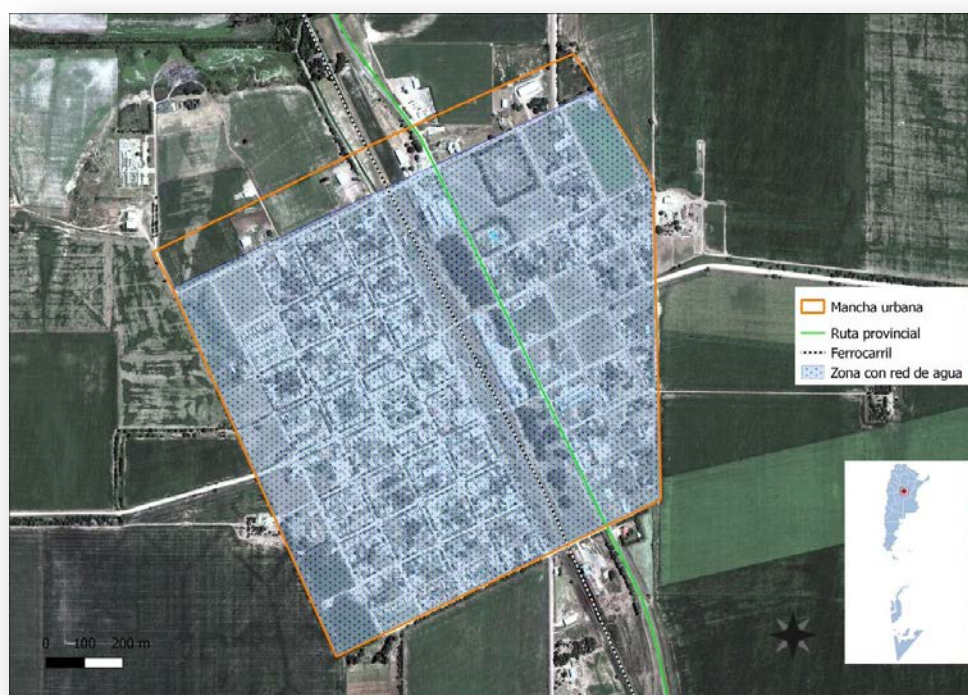 Mancha urbana
Ruta provincial
Ferrocarril
Zona con red de agua
0 100 200 m